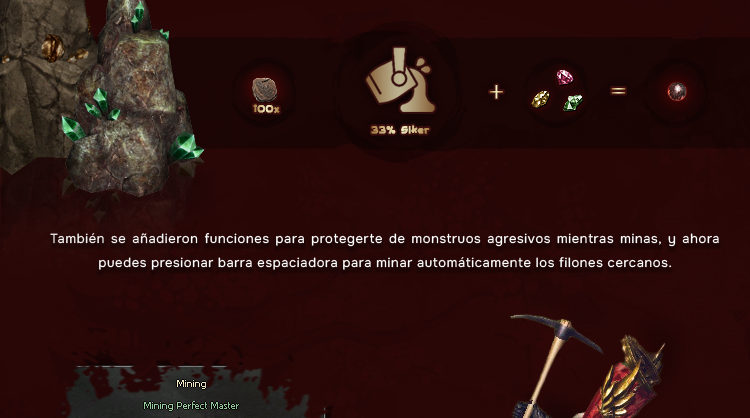 100x
33% Siker
+
=
También se añadieron funciones para protegerte de monstruos agresivos mientras minas, y ahora
puedes presionar barra espaciadora para minar automáticamente los filones cercanos.
Mining
Mining Perfect Master